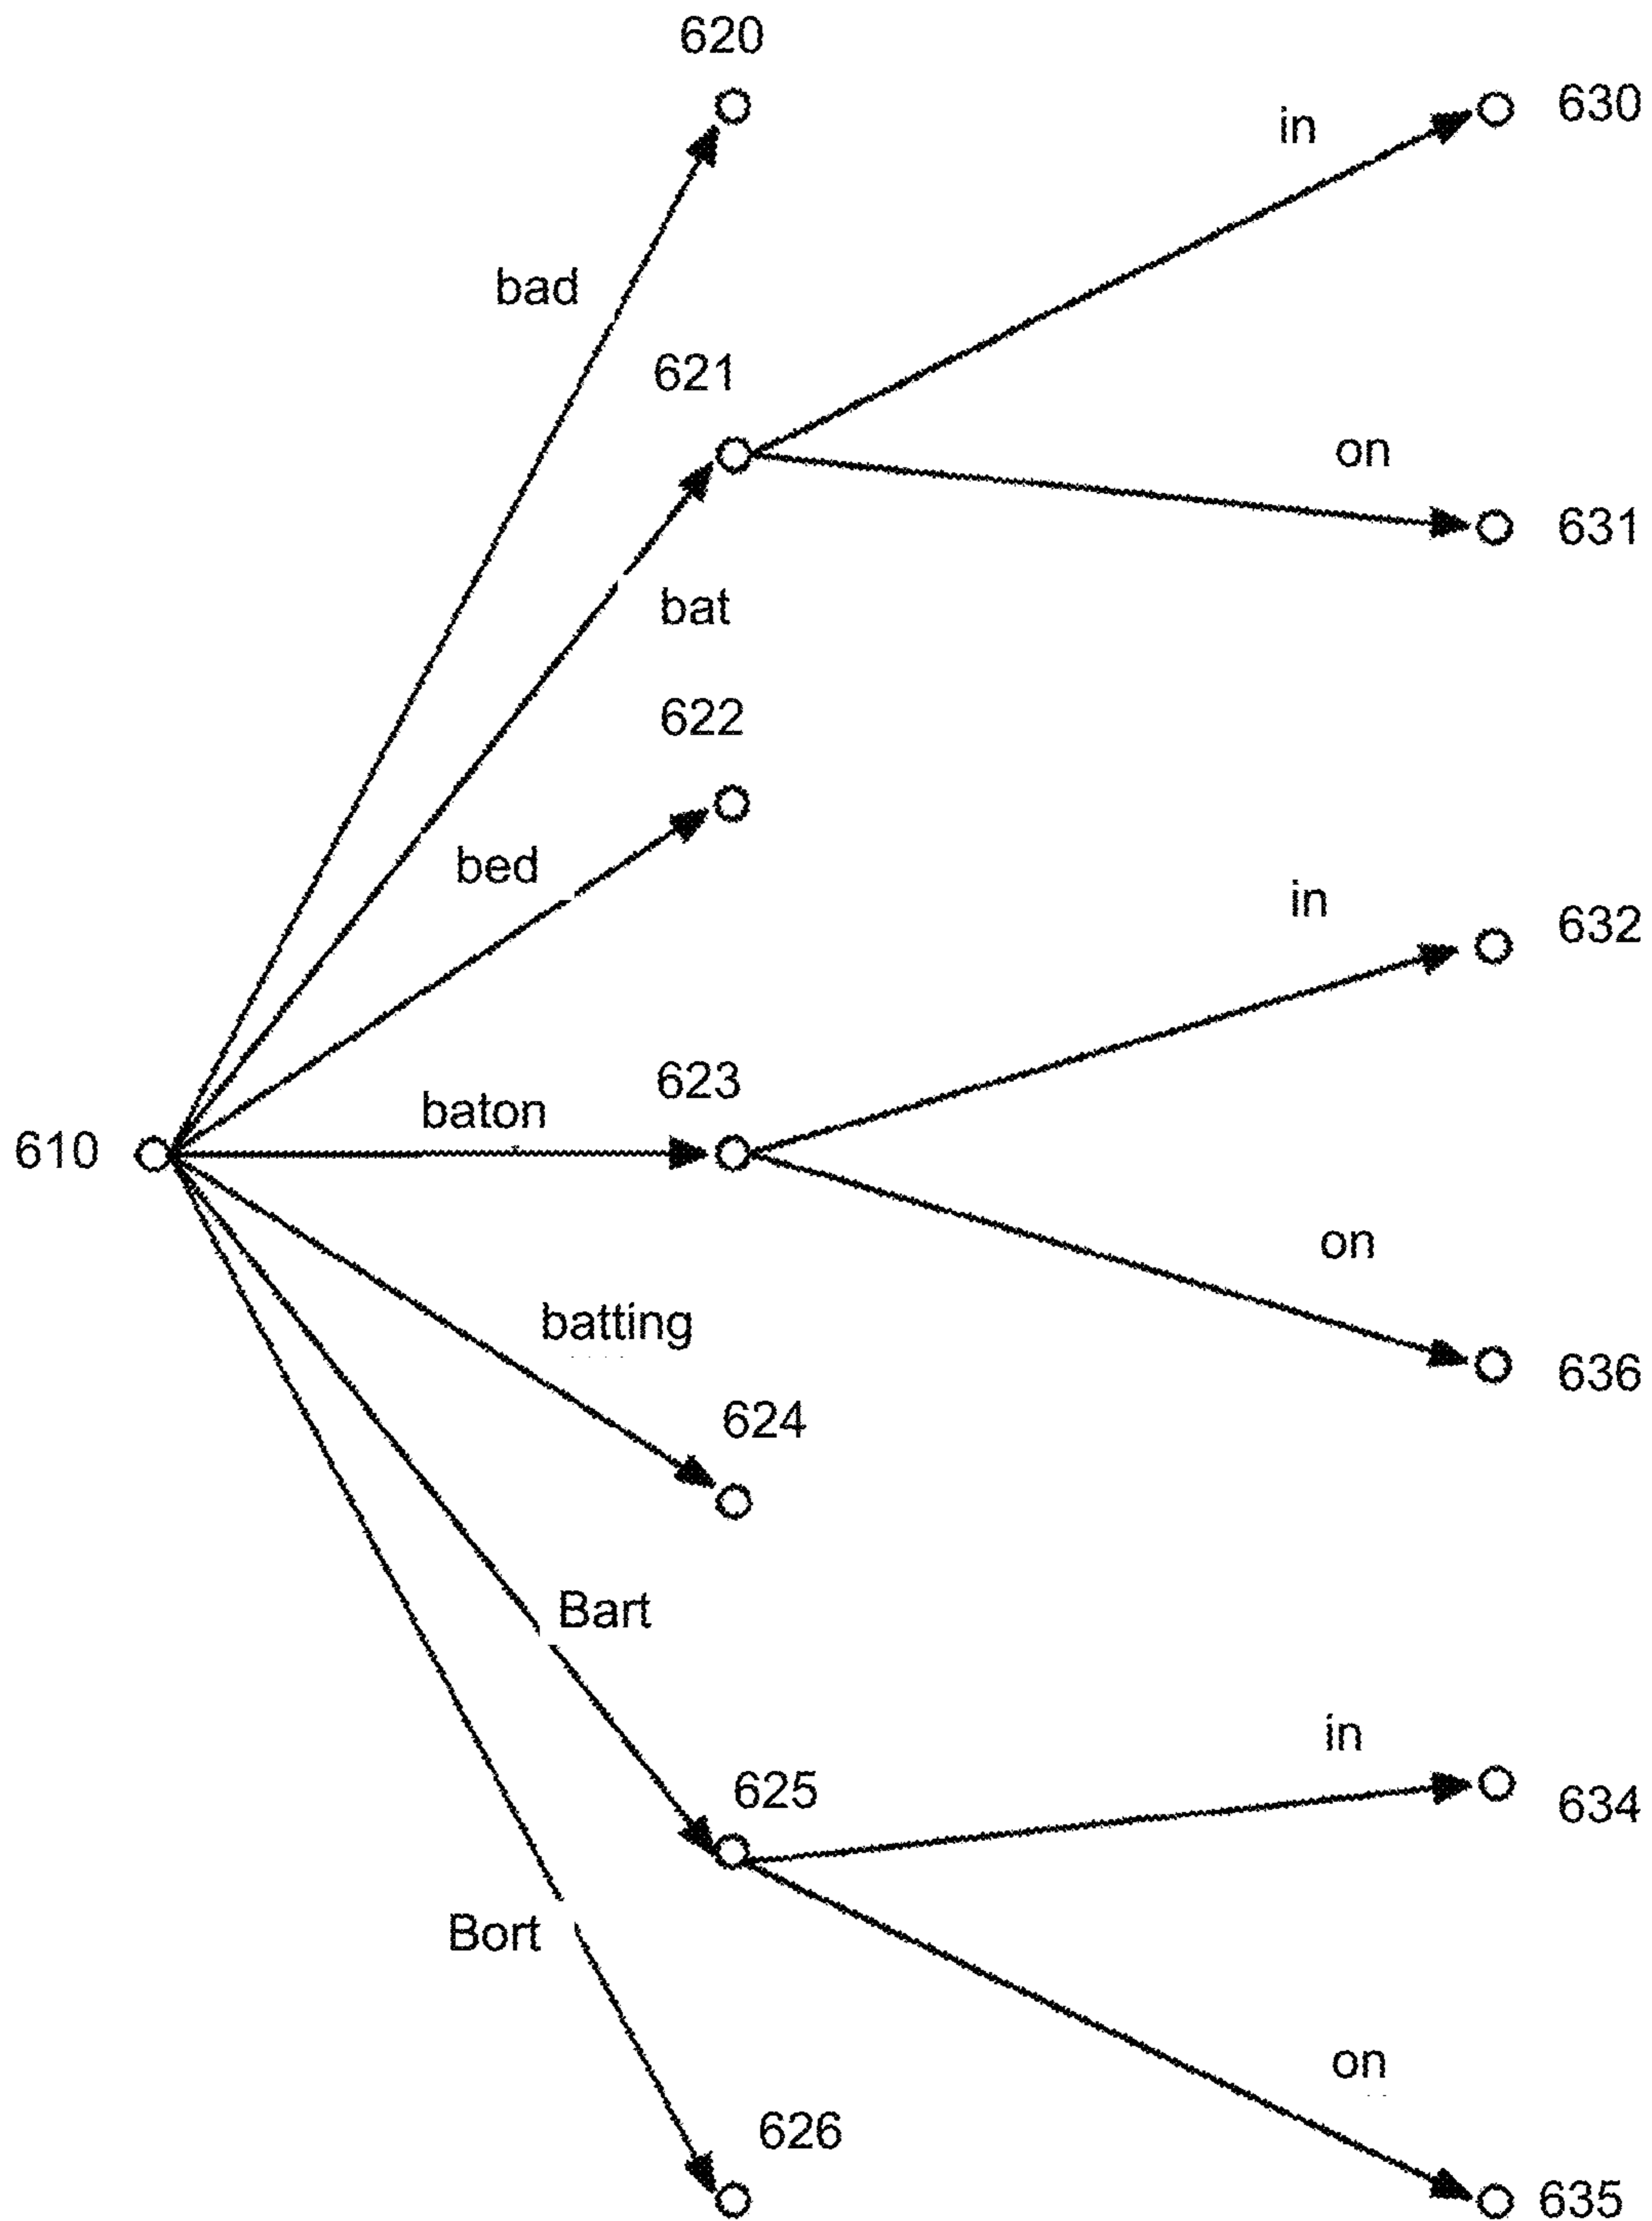 620
630
in
bad
621
on
631
bat
622
bed
in
632
623
baton
610
on
636
batting
624
Bart
in
625
634
Bort
on
626
635